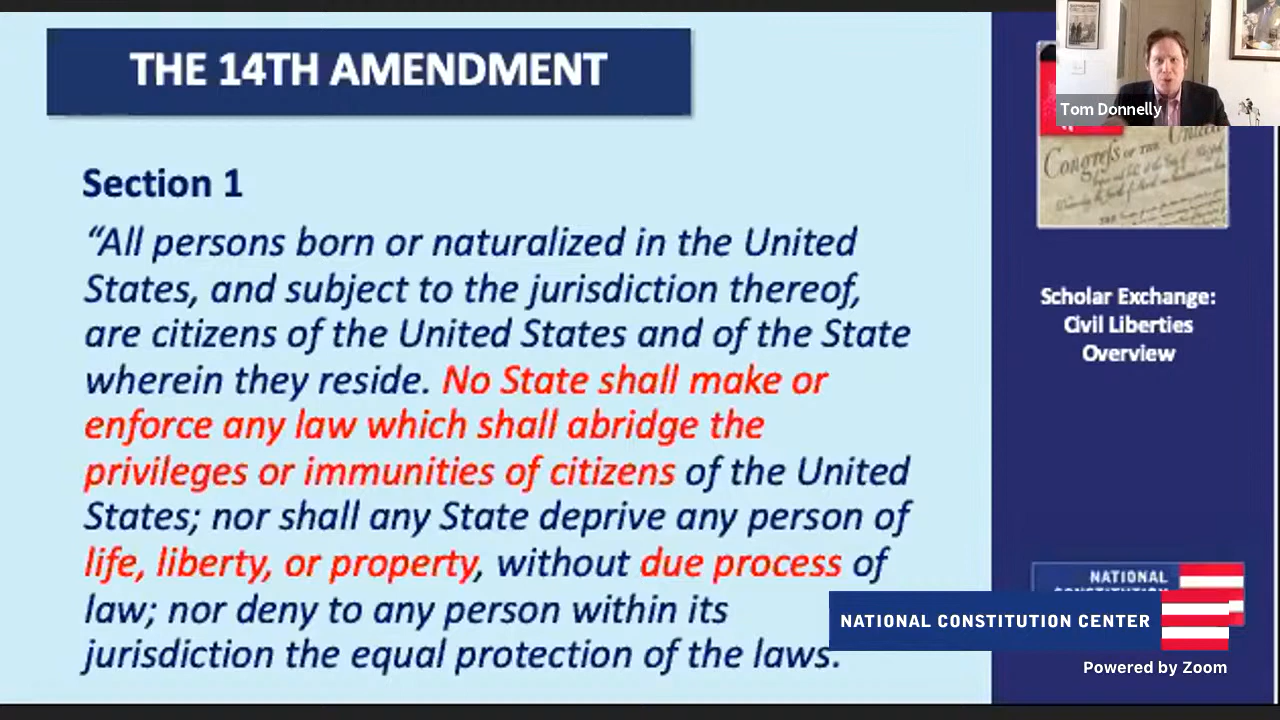 THE 14TH AMENDMENT
Section 1
“All persons born or naturalized in the United
States, and subject to the jurisdiction thereof,
are citizens of the United States and of the State
wherein they reside. No State shall make or
enforce any law which shall abridge the
privileges or immunities of citizens of the United
States; nor shall any State deprive any person of
life, liberty, or property, without due process of
law; nor deny to any person within its
jurisdiction the equal protection of the laws.
Tom Donnelly
Congress OF THE United
Scholar Exchange:
Civil Liberties
Overview
NATIONAL
NATIONAL CONSTITUTION CENTER
Powered by Zoom